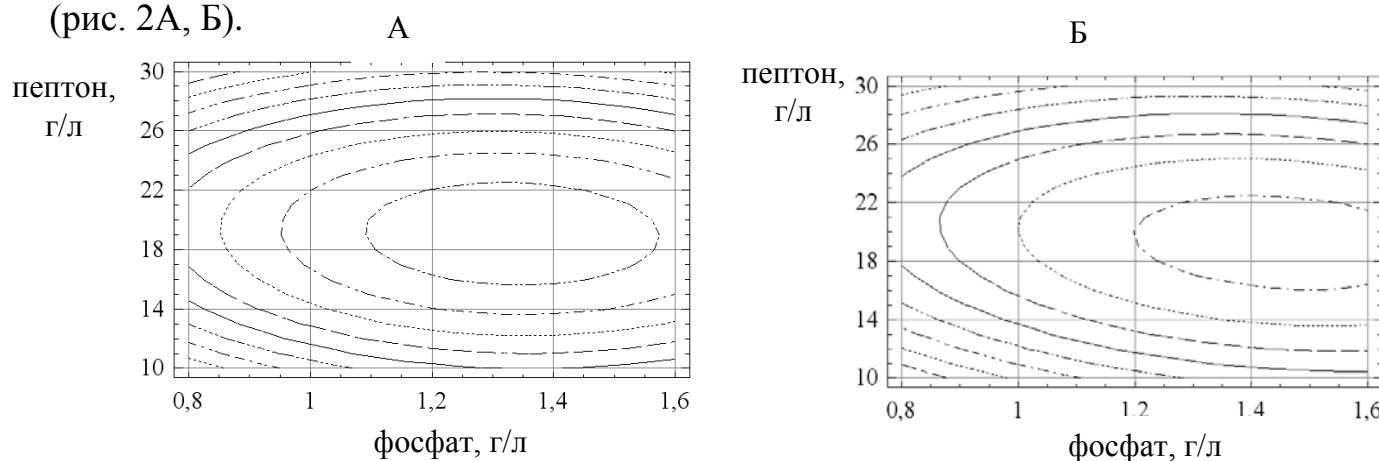 (рис. 2А, Б).
А
Б
пептон,
г/л
30
26
22
18
14
10
0,8 1 1,2 1,4 1,6
фосфат, г/л
пептон,
г/л
30
26
22
18
14
10
0,8 1 1.2 1.4 1,6
фосфат, г/л